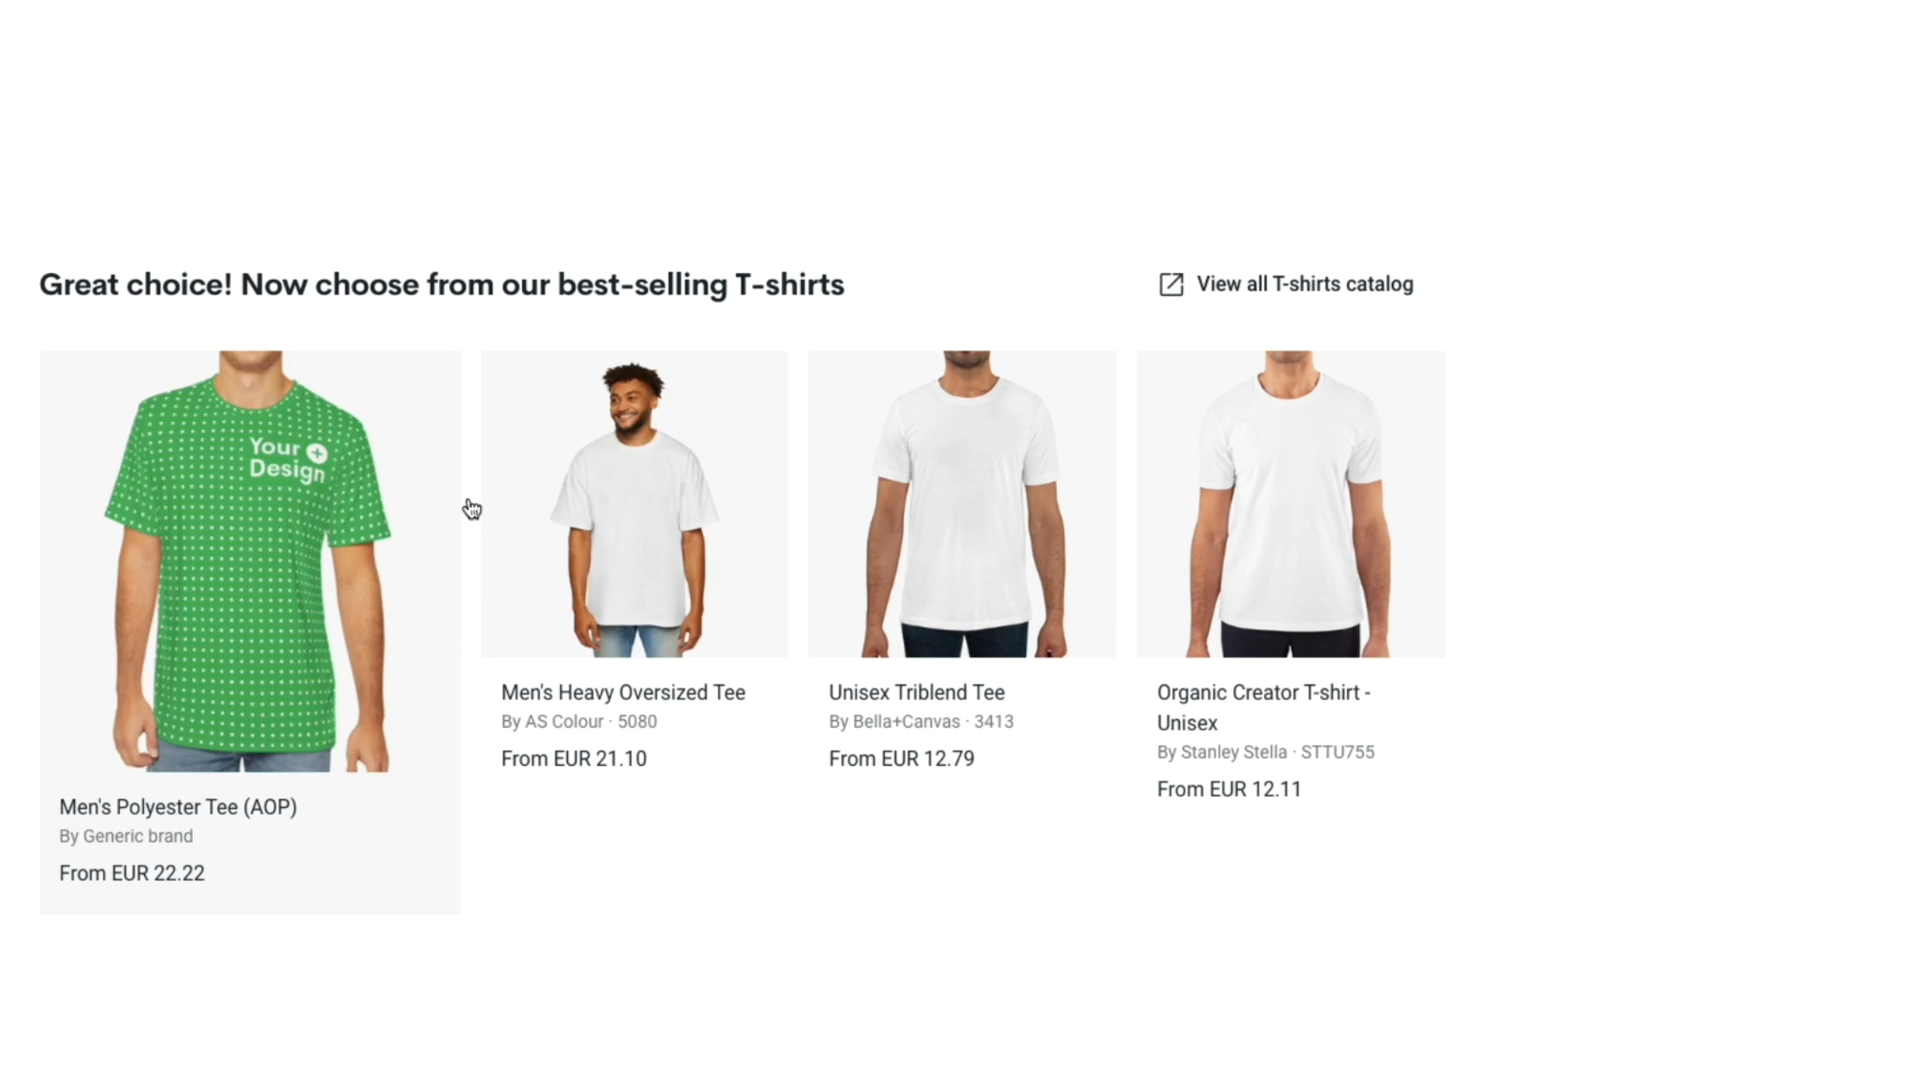 Great choice! Now choose from our best-selling T-shirts
View all T-shirts catalog
Your
Design
Men's Polyester Tee (AOP)
By Generic brand
From EUR 22.22
Men's Heavy Oversized Tee
By AS Colour · 5080
From EUR 21.10
Unisex Triblend Tee
By Bella+Canvas · 3413
From EUR 12.79
Organic Creator T-shirt -
Unisex
By Stanley Stella · STTU755
From EUR 12.11